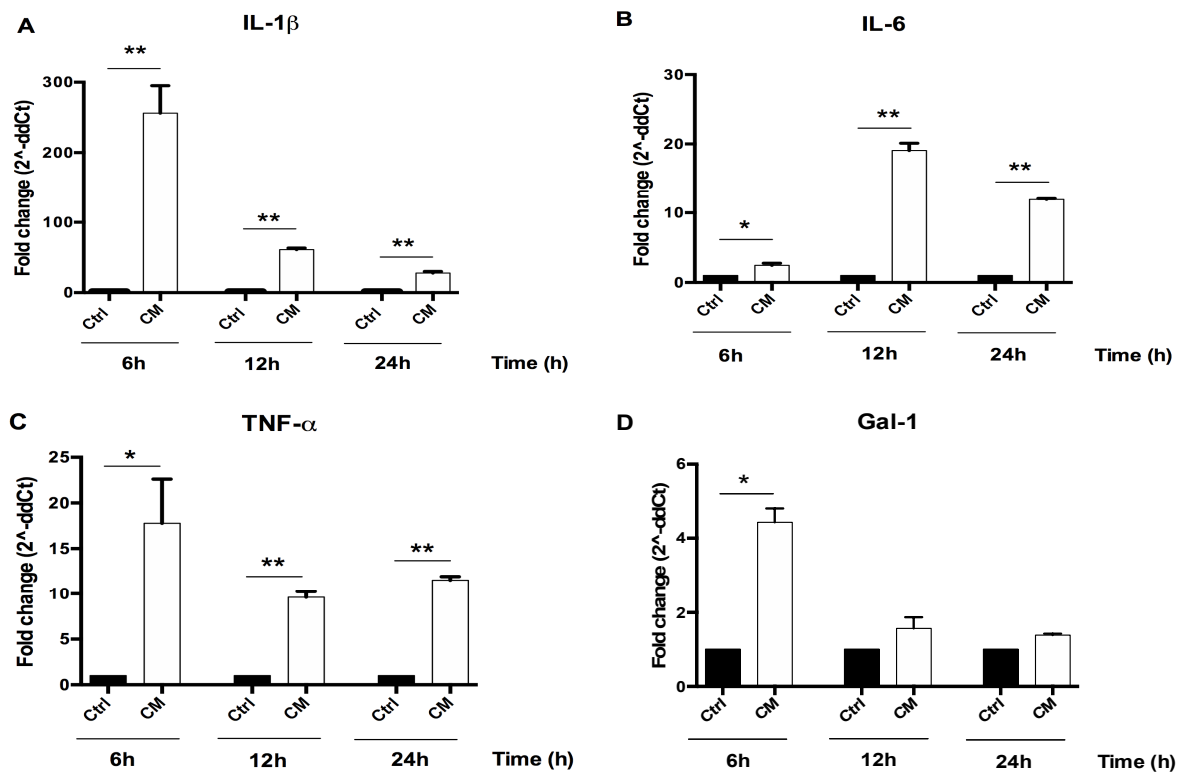 A
IL-1β
**
**
**
Fold change (2^-ddCt)
300
200
100
0
Ctrl CM Ctrl CM Ctrl CM
6h 12h 24h Time (h)
B
IL-6
*
**
**
Fold change (2^-ddCt)
30
20
10
0
Ctrl CM Ctrl CM Ctrl CM
6h 12h 24h Time (h)
C
TNF-α
*
**
**
Fold change (2^-ddCt)
25
20
15
10
5
0
Ctrl CM Ctrl CM Ctrl CM
6h 12h 24h Time (h)
D
Gal-1
*
Fold change (2^-ddCt)
6
4
2
0
Ctrl CM Ctrl CM Ctrl CM
6h 12h 24h Time (h)